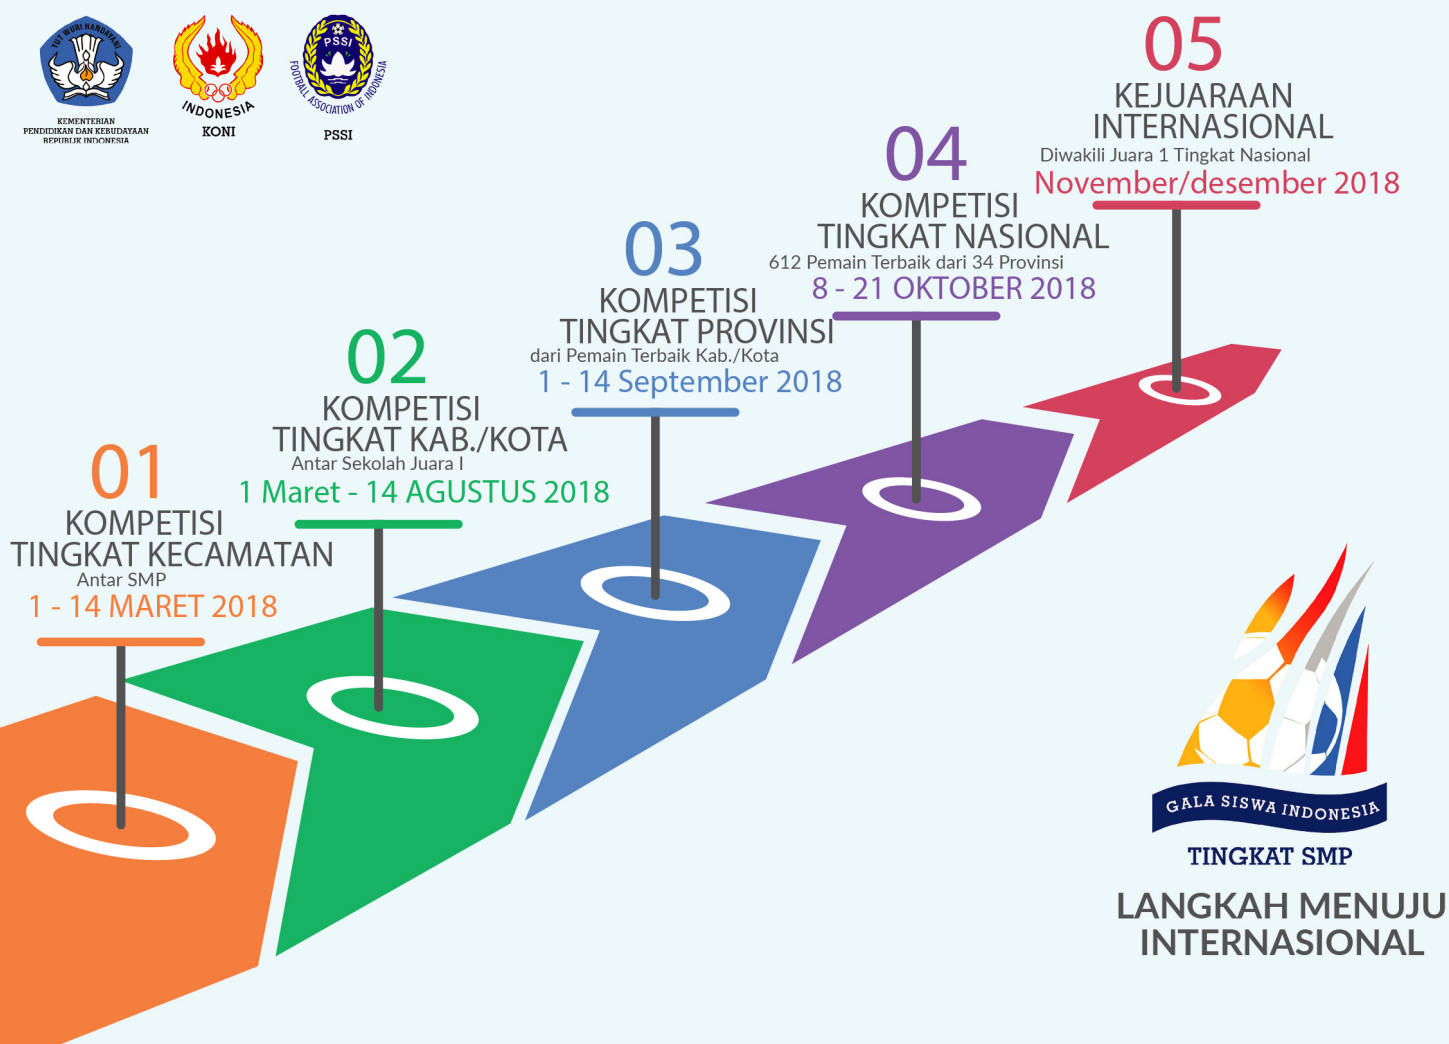 TUT WURI HANDAYANI
KEMENTERIAN
PENDIDIKAN DAN KEBUDAYAAN
REPUBLIK INDONESIA
INDONESIA
KONI
PSSI
FOOTBALL ASSOCIATION OF INDONESIA
PSSI
01
KOMPETISI
TINGKAT KECAMATAN
Antar SMP
1 - 14 MARET 2018
02
KOMPETISI
TINGKAT KAB./KOTA
Antar Sekolah Juara I
1 Maret - 14 AGUSTUS 2018
03
KOMPETISI
TINGKAT PROVINSI
dari Pemain Terbaik Kab./Kota
1 - 14 September 2018
04
KOMPETISI
TINGKAT NASIONAL
612 Pemain Terbaik dari 34 Provinsi
8 - 21 OKTOBER 2018
05
KEJUARAAN
INTERNASIONAL
Diwakili Juara 1 Tingkat Nasional
November/desember 2018
GALA SISWA INDONESIA
TINGKAT SMP
LANGKAH MENUJU
INTERNASIONAL